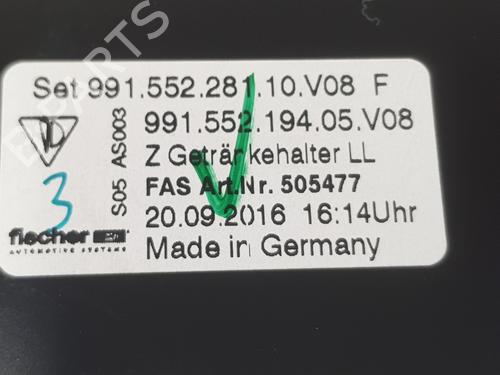 Set 991.552.281.10.V08 F
991.552.194.05.V08
Z Getränkehalter LL
FAS Art.Nr. 505477
20.09.2016 16:14Uhr
Made in Germany
S05 AS003
3
fischer
AUTOMOTIVE SYSTEMS
PARTS